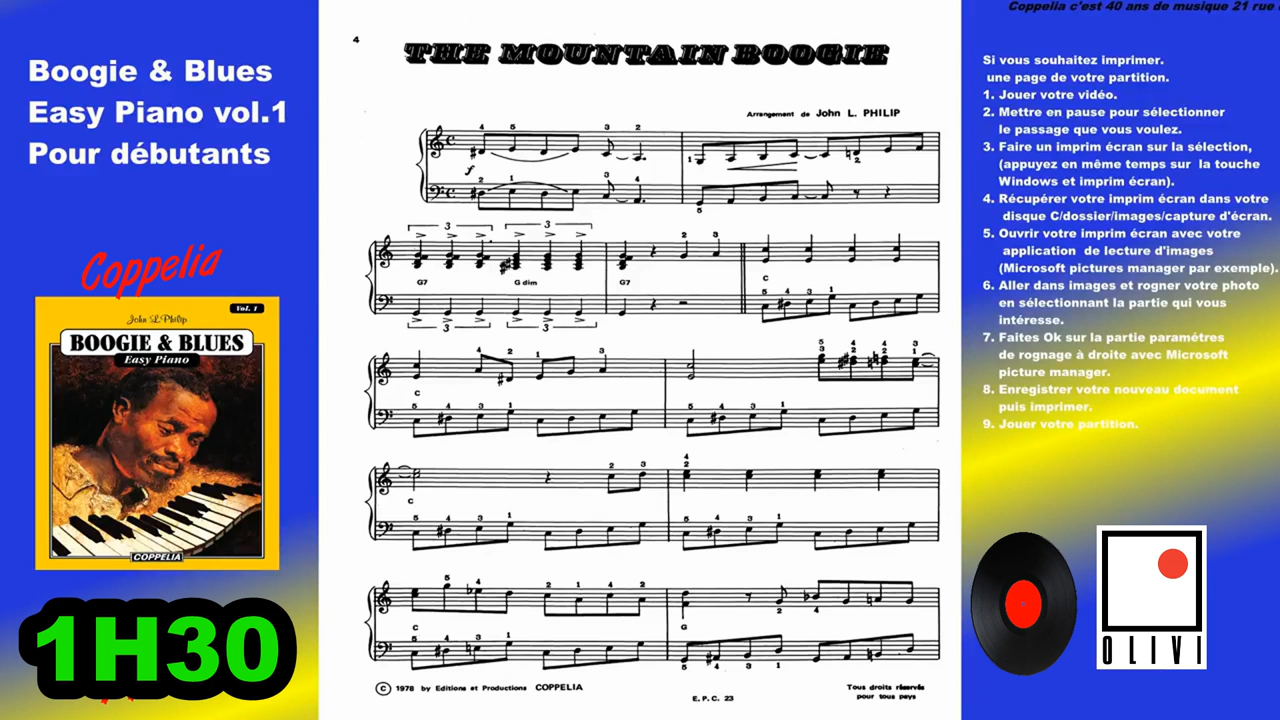 Boogie & Blues
Easy Piano vol.1
Pour débutants
Coppelia
Vol. 1
John L. Philip
BOOGIE & BLUES
Easy Piano
COPPELIA
1H30
4
THE MOUNTAIN BOOGIE
Arrangement de John L. PHILIP
G7 G dim G7 C
C
C
C G
© 1978 by Editions et Productions COPPELIA
E.P.C. 23
Tous droits réservés
pour tous pays
Coppelia c'est 40 ans de musique 21 rue
Si vous souhaitez imprimer.
une page de votre partition.
1. Jouer votre vidéo.
2. Mettre en pause pour sélectionner
le passage que vous voulez.
3. Faire un imprim écran sur la sélection,
(appuyez en même temps sur la touche
Windows et imprim écran).
4. Récupérer votre imprim écran dans votre
disque C/dossier/images/capture d'écran.
5. Ouvrir votre imprim écran avec votre
application de lecture d'images
(Microsoft pictures manager par exemple).
6. Aller dans images et rogner votre photo
en sélectionnant la partie qui vous
intéresse.
7. Faites Ok sur la partie paramétres
de rognage à droite avec Microsoft
picture manager.
8. Enregistrer votre nouveau document
puis imprimer.
9. Jouer votre partition.
OLIVI